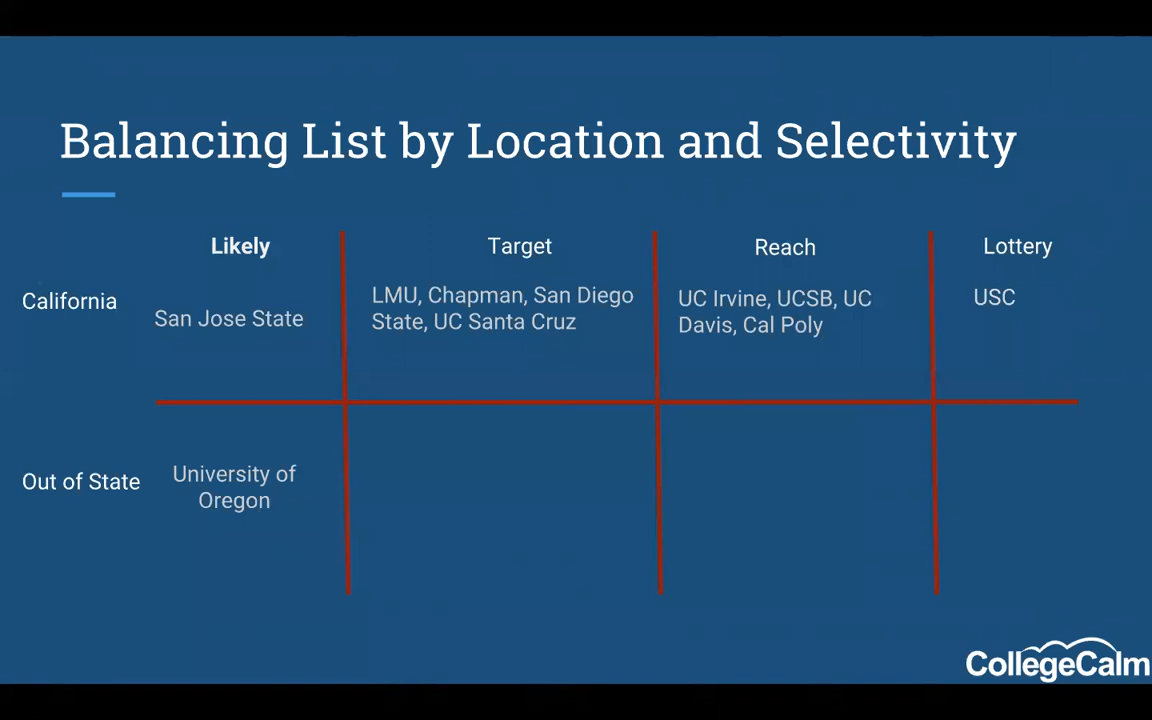 Balancing List by Location and Selectivity
Likely
Target
Reach
Lottery
California
San Jose State
LMU, Chapman, San Diego
State, UC Santa Cruz
UC Irvine, UCSB, UC
Davis, Cal Poly
USC
Out of State
University of
Oregon
CollegeCalm